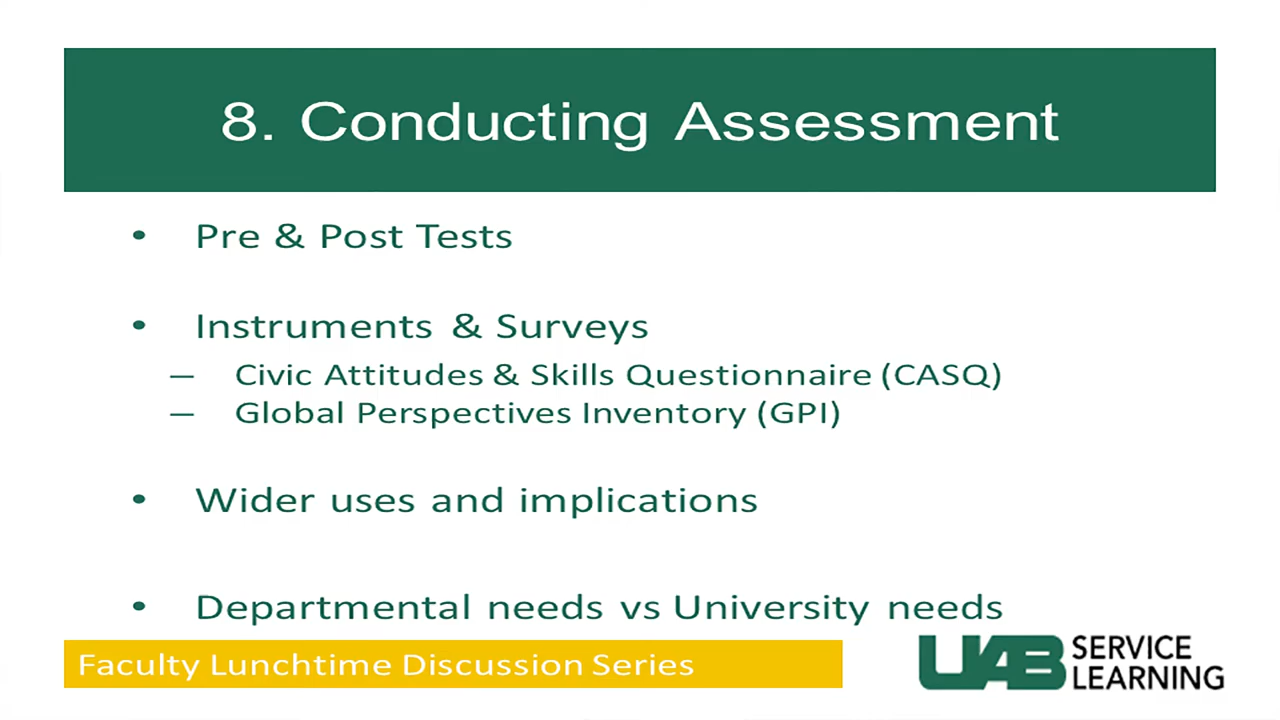 8. Conducting Assessment
• Pre & Post Tests
• Instruments & Surveys
– Civic Attitudes & Skills Questionnaire (CASQ)
– Global Perspectives Inventory (GPI)
• Wider uses and implications
• Departmental needs vs University needs
Faculty Lunchtime Discussion Series
UAB SERVICE
LEARNING